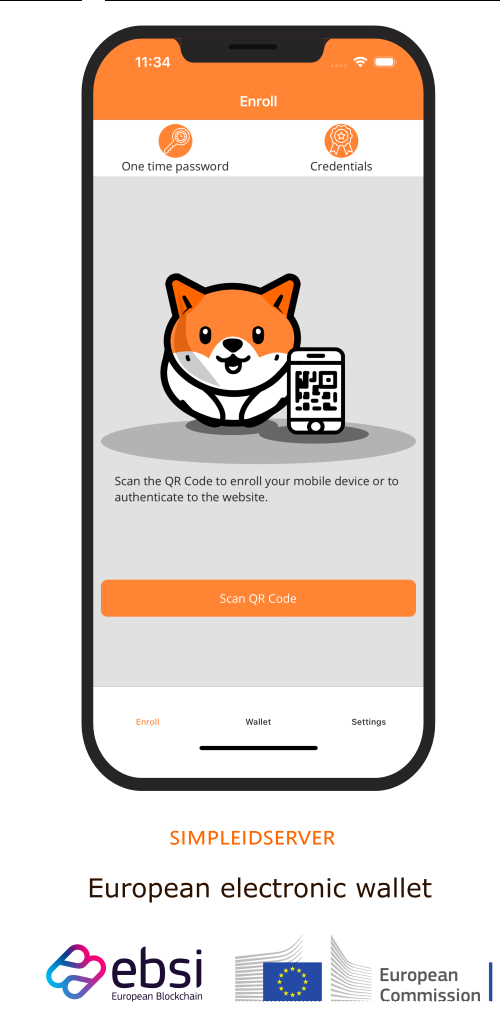 11:34
Enroll
One time password
Credentials
Scan the QR Code to enroll your mobile device or to
authenticate to the website.
Scan QR Code
Enroll
Wallet
Settings
SIMPLEIDSERVER
European electronic wallet
ebsi
European Blockchain
European
Commission